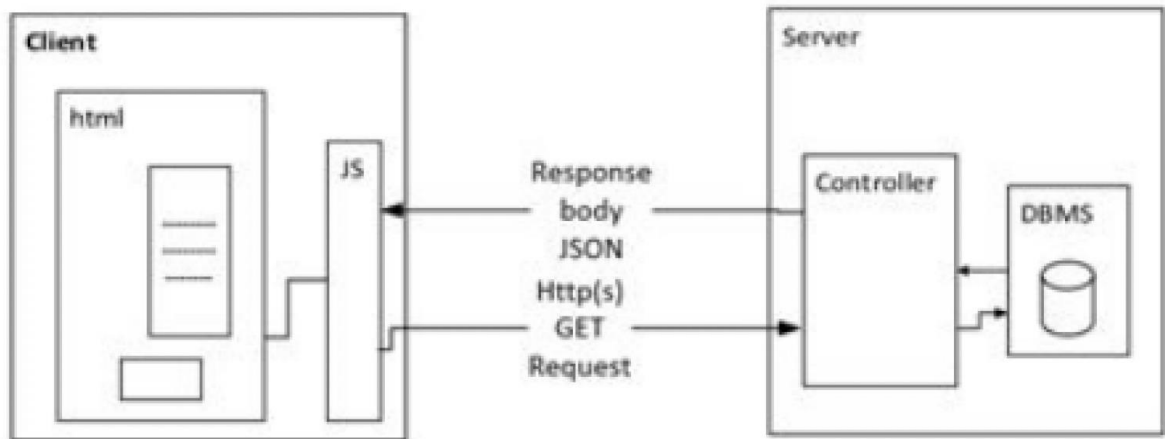 Client
html
JS
Response
body
JSON
Http(s)
GET
Request
Server
Controller
DBMS